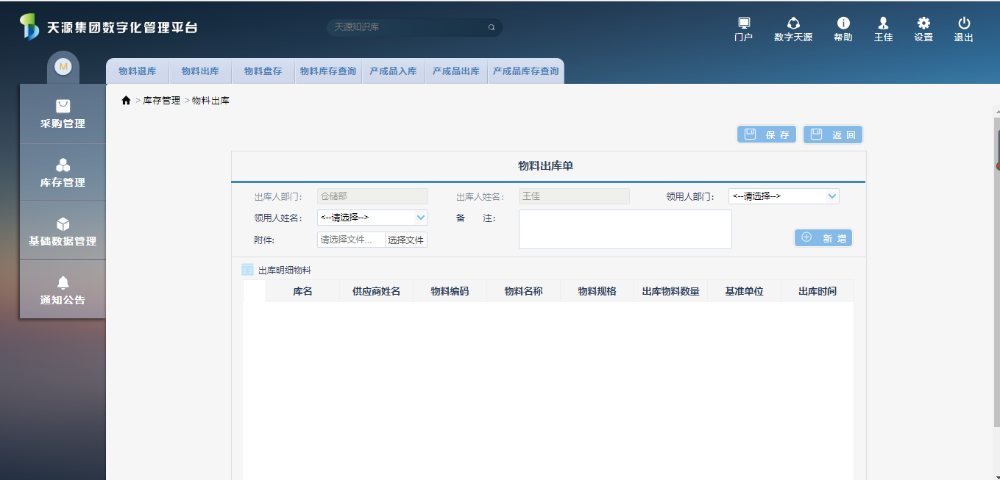 天源集团数字化管理平台
天源知识库
门户 数字天源 帮助 王佳 设置 退出
M
物料退库 物料出库 物料盘存 物料库存查询 产成品入库 产成品出库 产成品库存查询
> 库存管理 > 物料出库
采购管理
库存管理
基础数据管理
通知公告
保 存 返 回
物料出库单
出库人部门: 仓储部 出库人姓名: 王佳 领用人部门: <--请选择-->
领用人姓名: <--请选择--> 备 注:
附件: 请选择文件... 选择文件 新 增
出库明细物料
库名 供应商姓名 物料编码 物料名称 物料规格 出库物料数量 基准单位 出库时间